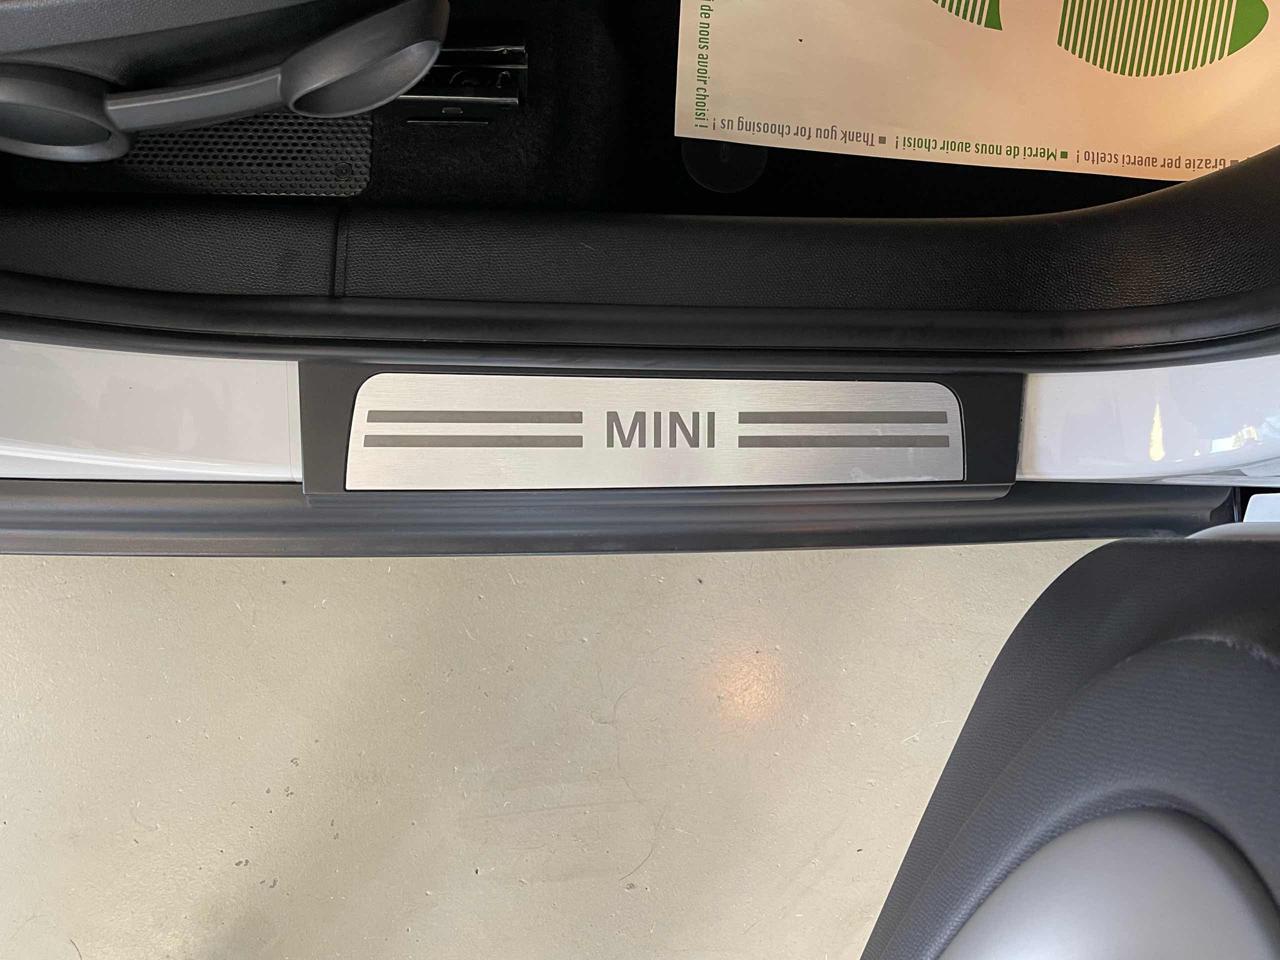 MINI
de nous avoir choisi !
■ Grazie per averci scelto ! ■ Merci de nous avoir choisi ! ■ Thank you for choosing us !